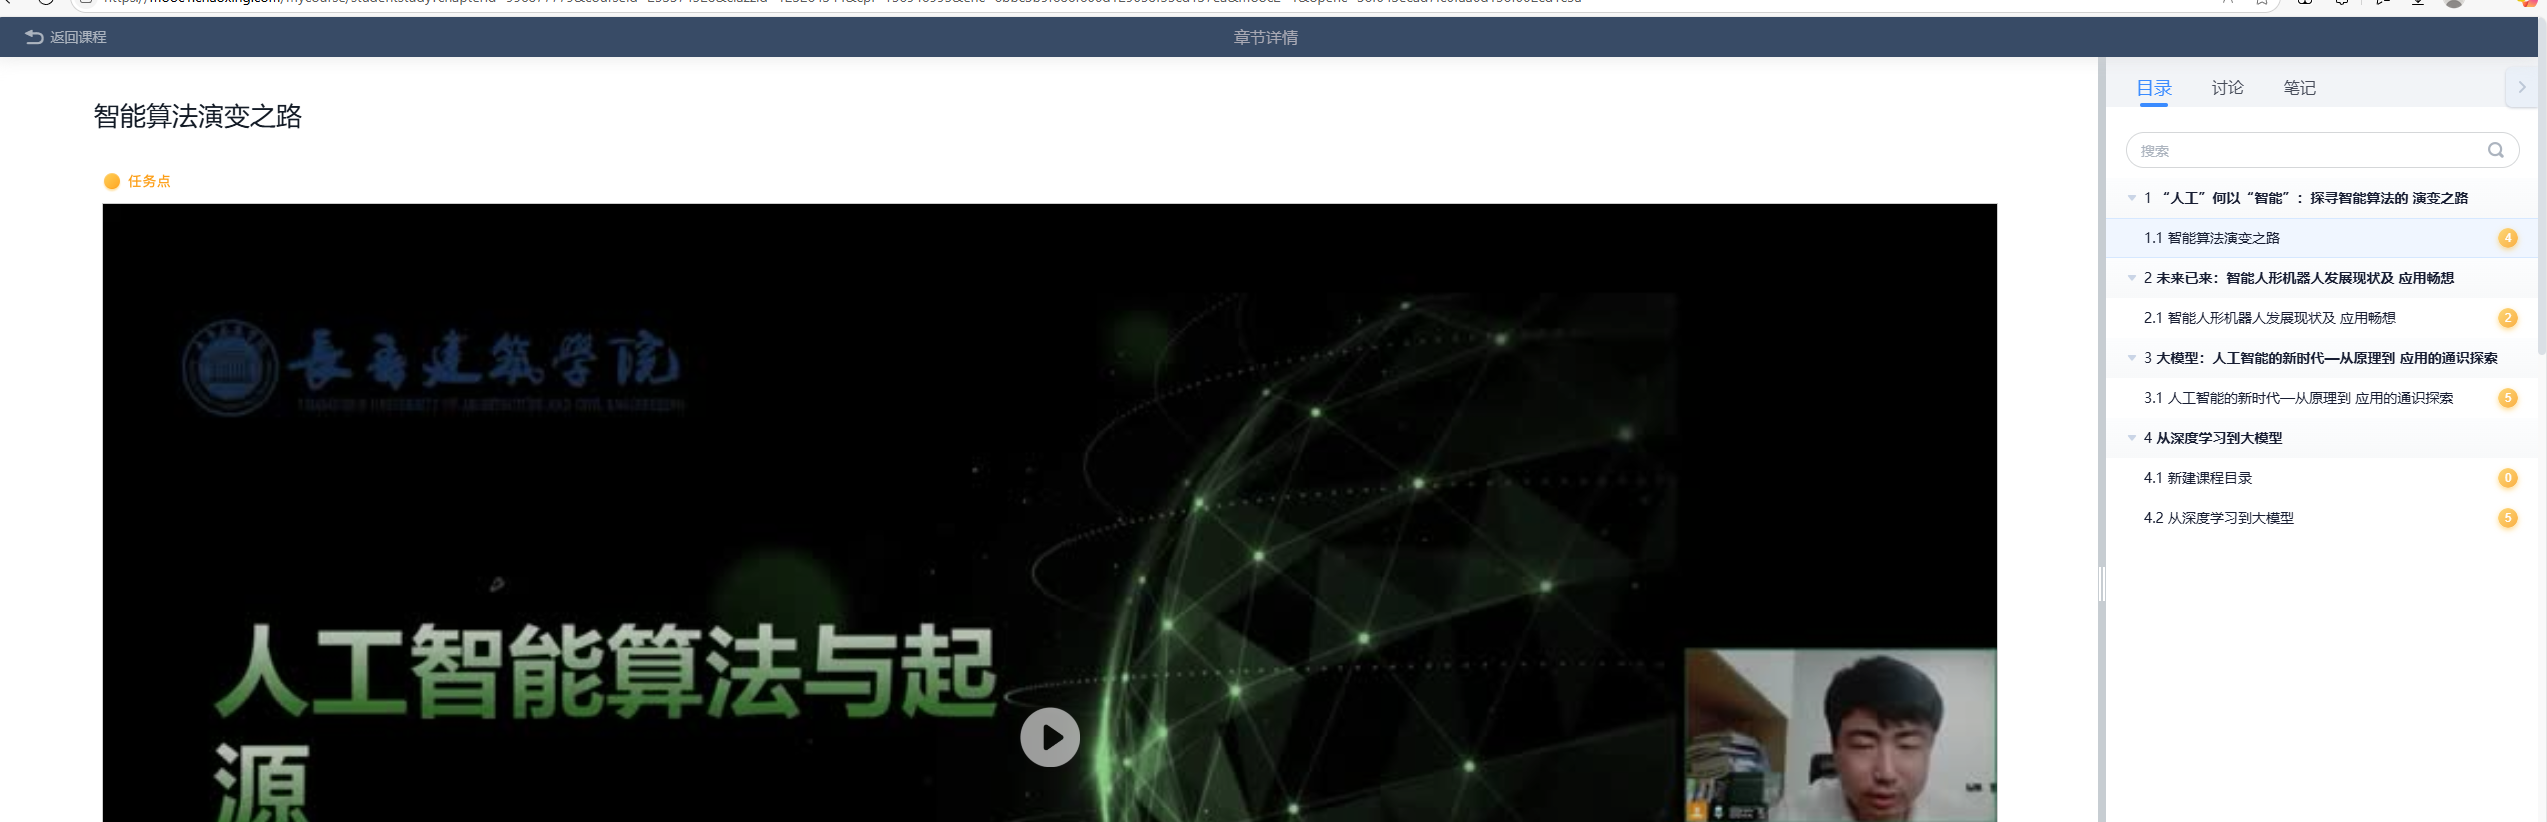 返回课程
章节详情
智能算法演变之路
任务点
長春建筑学院
人工智能算法与起
源
目录
讨论
笔记
搜索
1 “人工”何以“智能”：探寻智能算法的 演变之路
1.1 智能算法演变之路
4
2 未来已来：智能人形机器人发展现状及 应用畅想
2.1 智能人形机器人发展现状及 应用畅想
2
3 大模型：人工智能的新时代—从原理到 应用的通识探索
3.1 人工智能的新时代—从原理到 应用的通识探索
5
4 从深度学习到大模型
4.1 新建课程目录
0
4.2 从深度学习到大模型
5